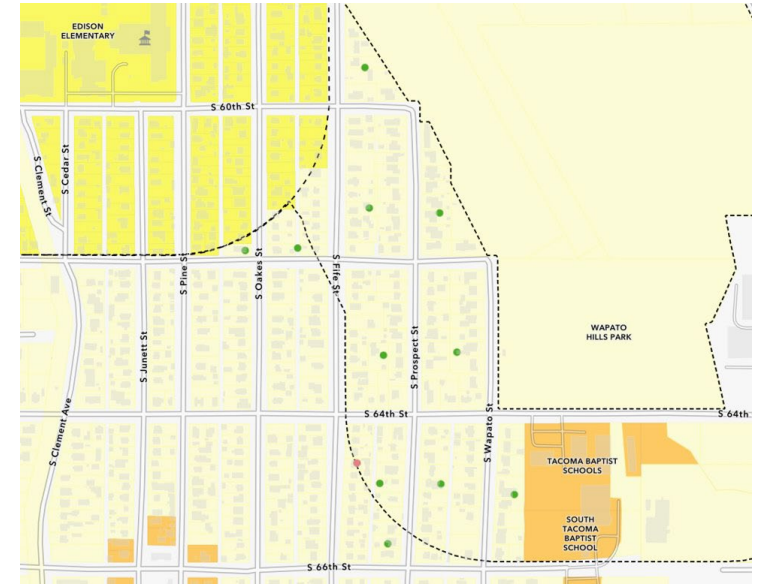 EDISON
ELEMENTARY
S 60th St
S Clement St
S Cedar St
S Pine St
S Oakes St
S Fife St
S Junett St
S Prospect St
WAPATO
HILLS PARK
S Clement Ave
S 64th St
S 64th
S Wapato St
TACOMA BAPTIST
SCHOOLS
SOUTH
TACOMA
BAPTIST
SCHOOL
S 66th St